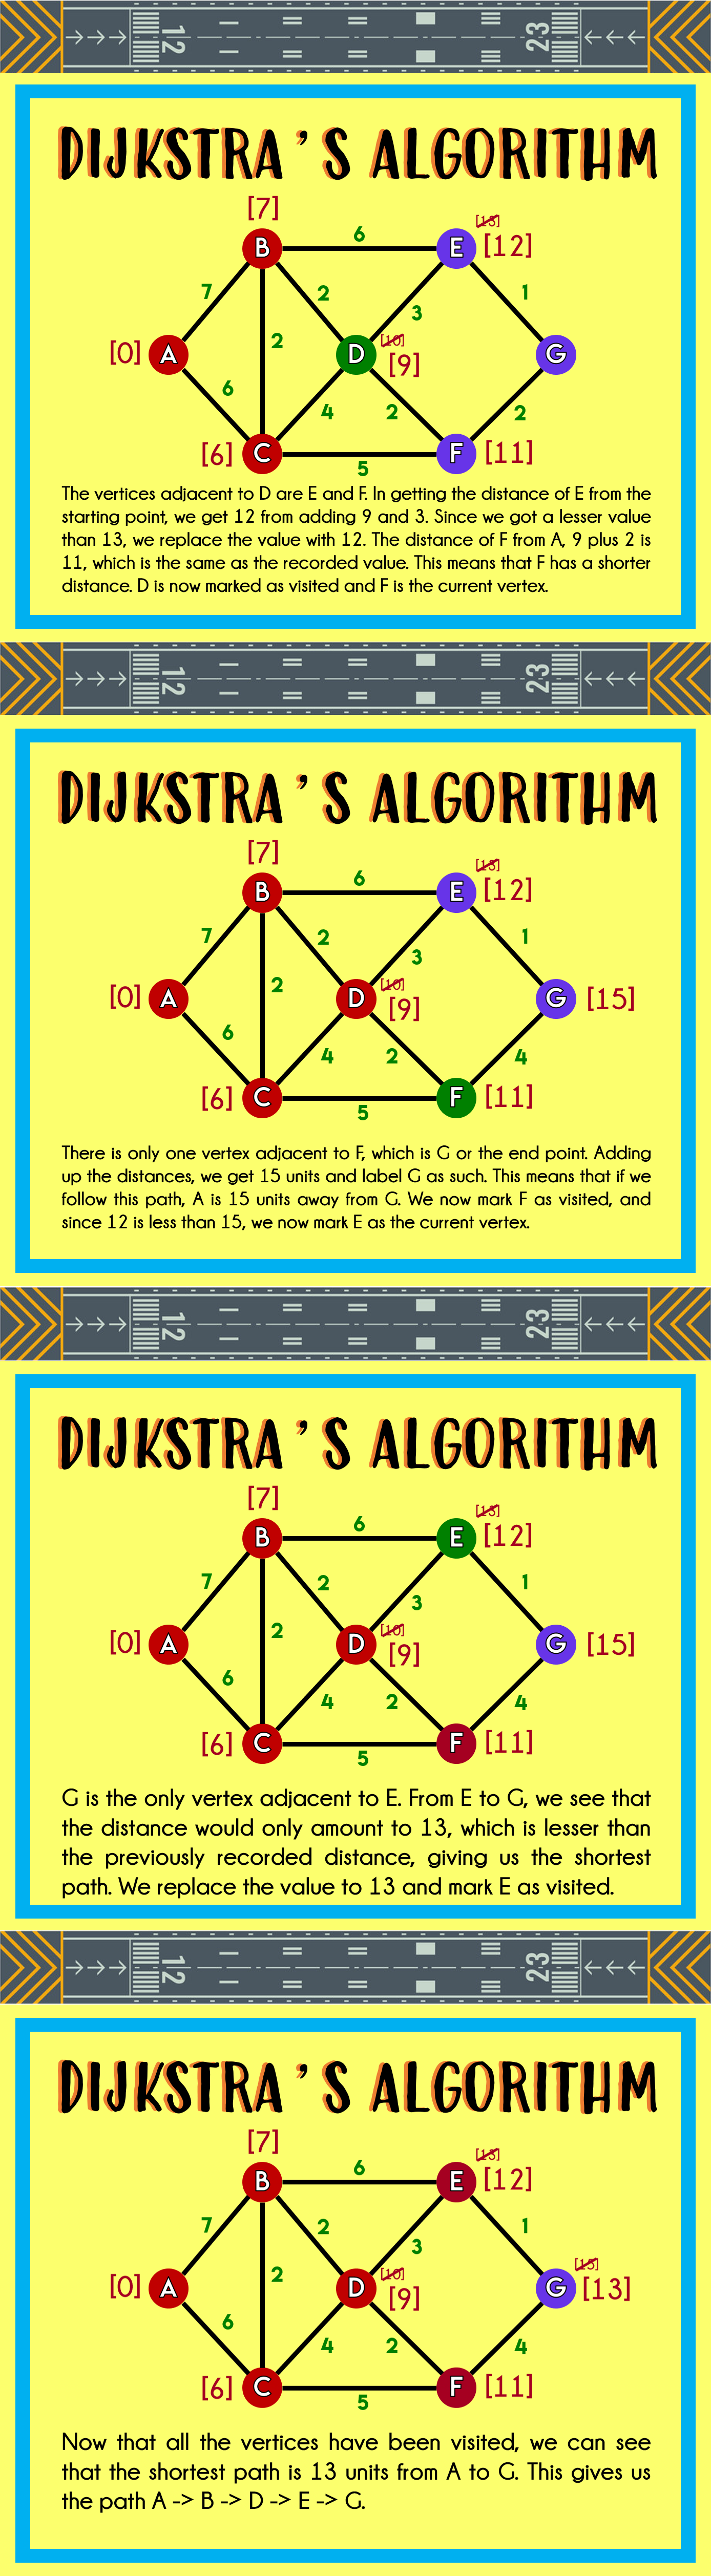 12
23
DIJKSTRA'S ALGORITHM
[7]
6
[13]
[12]
B
E
7
2
3
1
[0]
A
2
D
[10]
[9]
G
6
4
2
2
[6]
C
F
[11]
5
The vertices adjacent to D are E and F. In getting the distance of E from the
starting point, we get 12 from adding 9 and 3. Since we got a lesser value
than 13, we replace the value with 12. The distance of F from A, 9 plus 2 is
11, which is the same as the recorded value. This means that F has a shorter
distance. D is now marked as visited and F is the current vertex.
12
23
DIJKSTRA'S ALGORITHM
[7]
6
[13]
[12]
B
E
7
2
3
1
[0]
A
2
D
[10]
[9]
G
[15]
6
4
2
4
[6]
C
F
[11]
5
There is only one vertex adjacent to F, which is G or the end point. Adding
up the distances, we get 15 units and label G as such. This means that if we
follow this path, A is 15 units away from G. We now mark F as visited, and
since 12 is less than 15, we now mark E as the current vertex.
12
23
DIJKSTRA'S ALGORITHM
[7]
6
[13]
[12]
B
E
7
2
3
1
[0]
A
2
D
[10]
[9]
G
[15]
6
4
2
4
[6]
C
F
[11]
5
G is the only vertex adjacent to E. From E to G, we see that
the distance would only amount to 13, which is lesser than
the previously recorded distance, giving us the shortest
path. We replace the value to 13 and mark E as visited.
12
23
DIJKSTRA'S ALGORITHM
[7]
6
[13]
[12]
B
E
7
2
3
1
[0]
A
2
D
[10]
[9]
G
[15]
[13]
6
4
2
4
[6]
C
F
[11]
5
Now that all the vertices have been visited, we can see
that the shortest path is 13 units from A to G. This gives us
the path A -> B -> D -> E -> G.